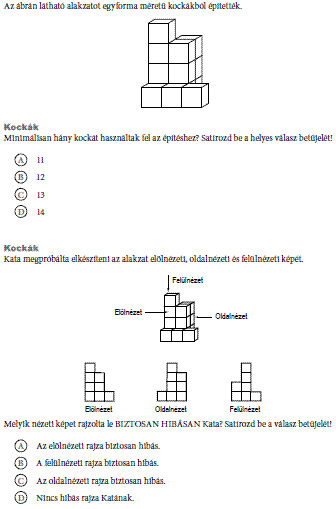 Az ábrán látható alakzatot egyforma méretű kockákból építették.
Kockák
Minimálisan hány kockát használtak fel az építéshez? Satírozd be a helyes válasz betűjelét!
A 11
B 12
C 13
D 14
Kockák
Kata megpróbálta elkészíteni az alakzat elölnézeti, oldalnézeti és felülnézeti képét.
Felülnézet
Elölnézet
Oldalnézet
Elölnézet Oldalnézet Felülnézet
Melyik nézeti képet rajzolta le BIZTOSAN HIBÁSAN Kata? Satírozd be a válasz betűjelét!
A Az elölnézeti rajza biztosan hibás.
B A felülnézeti rajza biztosan hibás.
C Az oldalnézeti rajza biztosan hibás.
D Nincs hibás rajza Katának.